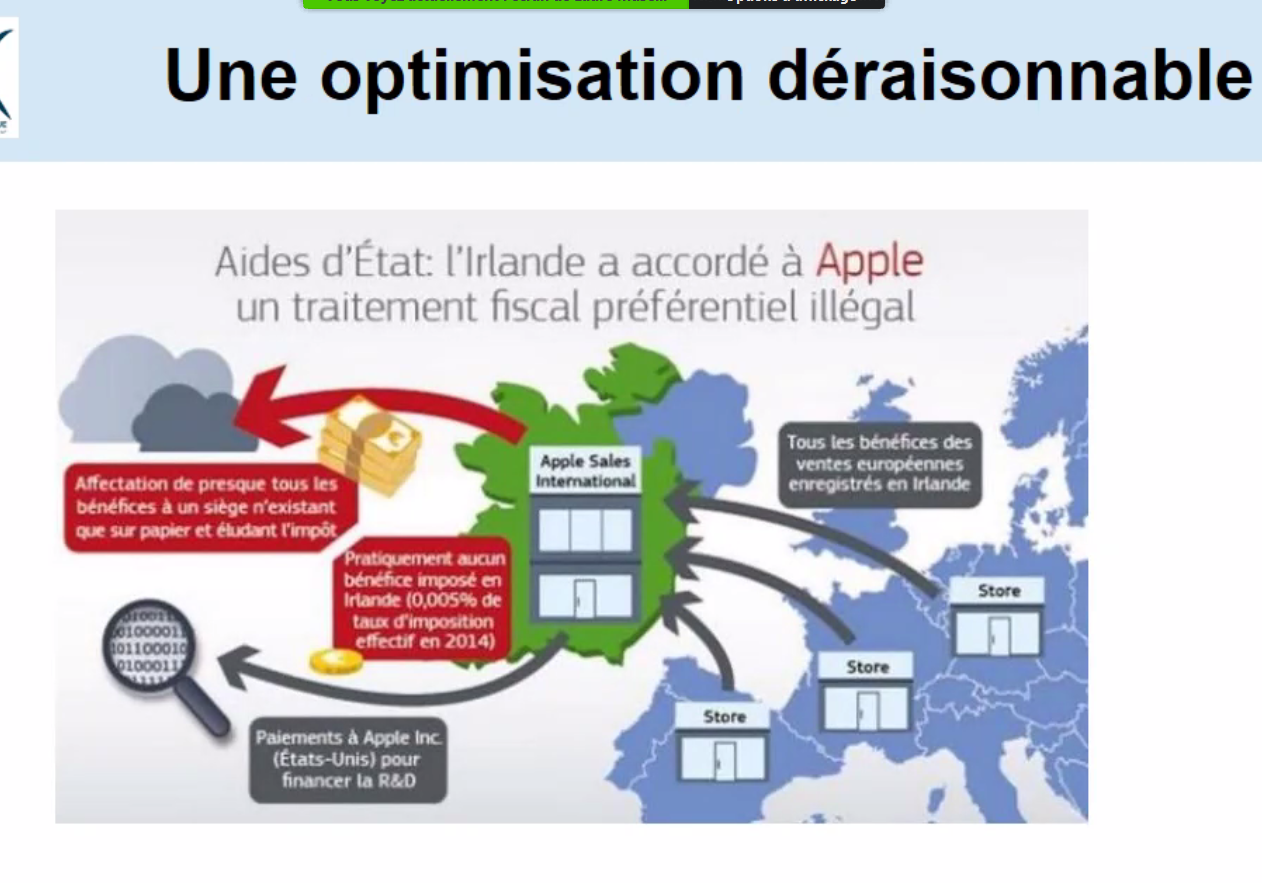 Une optimisation déraisonnable
Aides d'État: l'Irlande a accordé à Apple
un traitement fiscal préférentiel illégal
Tous les bénéfices des
ventes européennes
enregistrés en Irlande
Apple Sales
International
Affectation de presque tous les
bénéfices à un siège n'existant
que sur papier et éludant l'impôt
Pratiquement aucun
bénéfice imposé en
Irlande (0,005% de
taux d'imposition
effectif en 2014)
Store
Store
Store
Paiements à Apple Inc.
(États-Unis) pour
financer la R&D